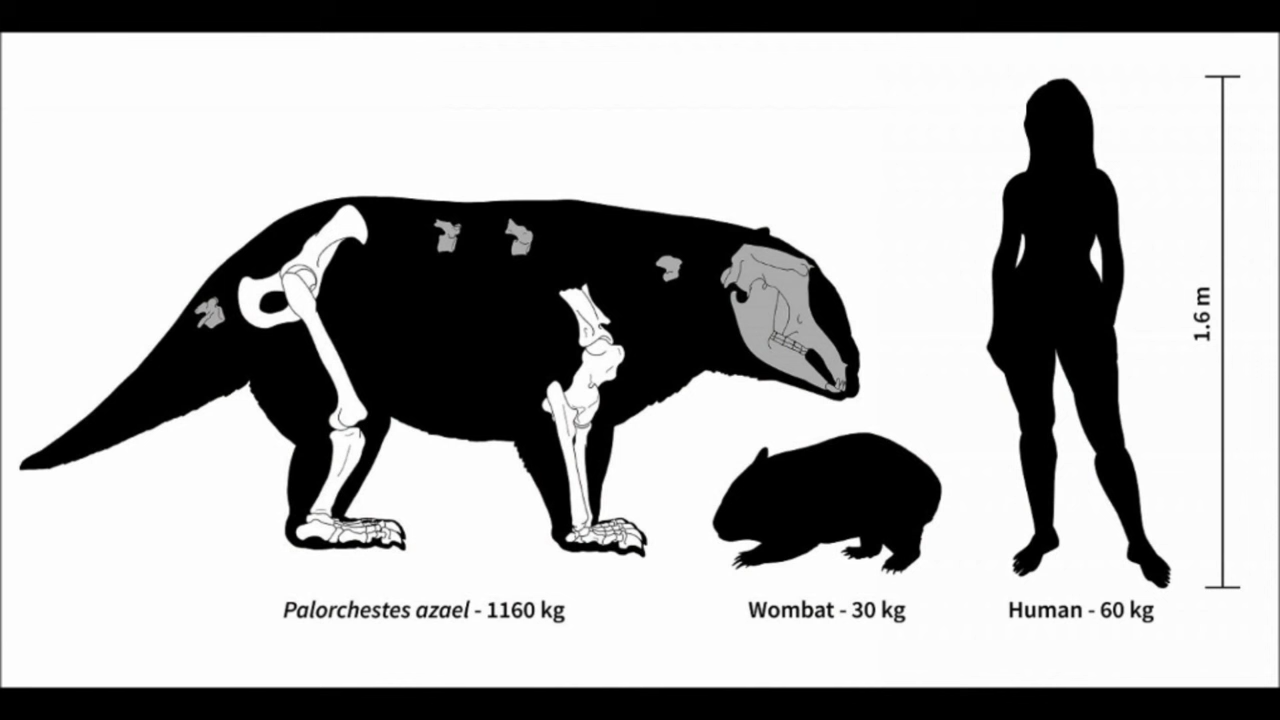 1.6 m
Palorchestes azael - 1160 kg
Wombat - 30 kg
Human - 60 kg